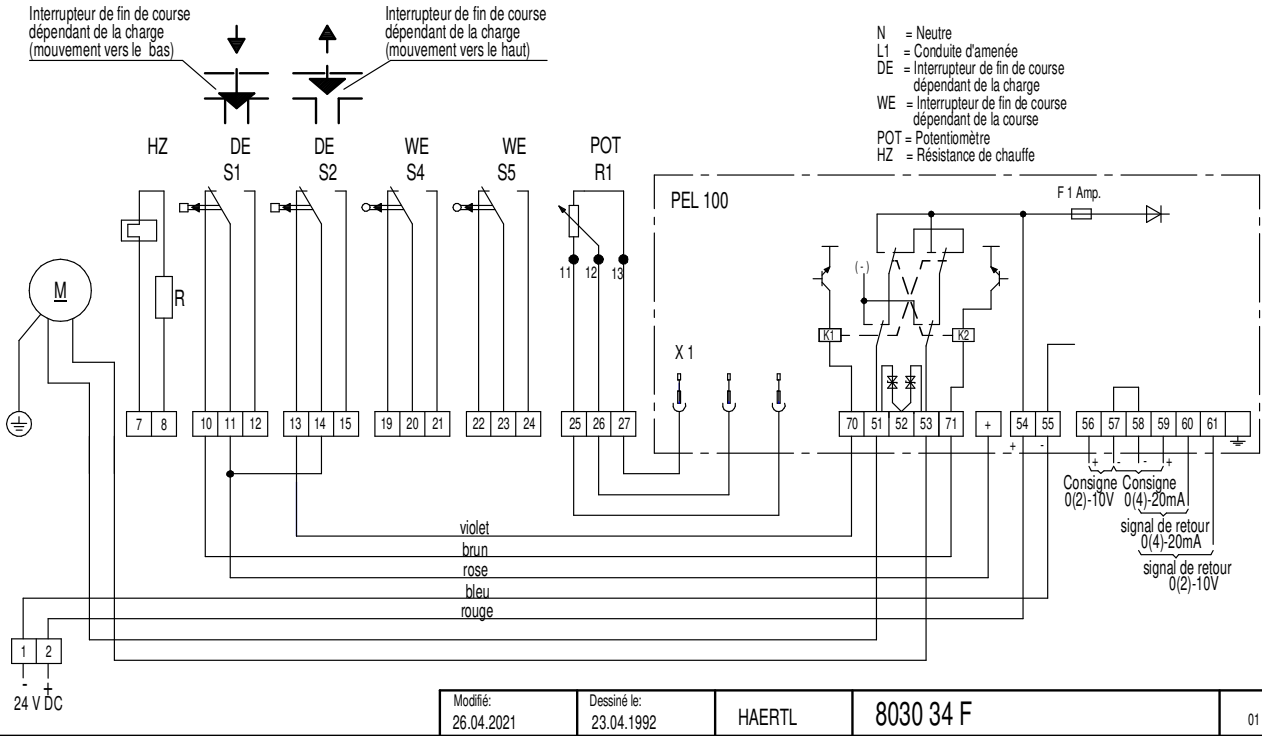 Interrupteur de fin de course
dépendant de la charge
(mouvement vers le bas)
Interrupteur de fin de course
dépendant de la charge
(mouvement vers le haut)
N = Neutre
L1 = Conduite d'amenée
DE = Interrupteur de fin de course
dépendant de la charge
WE = Interrupteur de fin de course
dépendant de la course
POT = Potentiomètre
HZ = Résistance de chauffe
HZ DE DE WE WE POT
S1 S2 S4 S5 R1
PEL 100
F 1 Amp.
11 12 13
(-)
M
R
K1 K2
X 1
7 8 10 11 12 13 14 15 19 20 21 22 23 24 25 26 27 70 51 52 53 71 + 54 55 56 57 58 59 60 61
+ -
+ - - +
Consigne Consigne
0(2)-10V 0(4)-20mA
signal de retour
0(4)-20mA
signal de retour
0(2)-10V
violet
brun
rose
bleu
rouge
1 2
- +
24 V DC
Modifié: Dessiné le:
26.04.2021 23.04.1992 HAERTL 8030 34 F 01